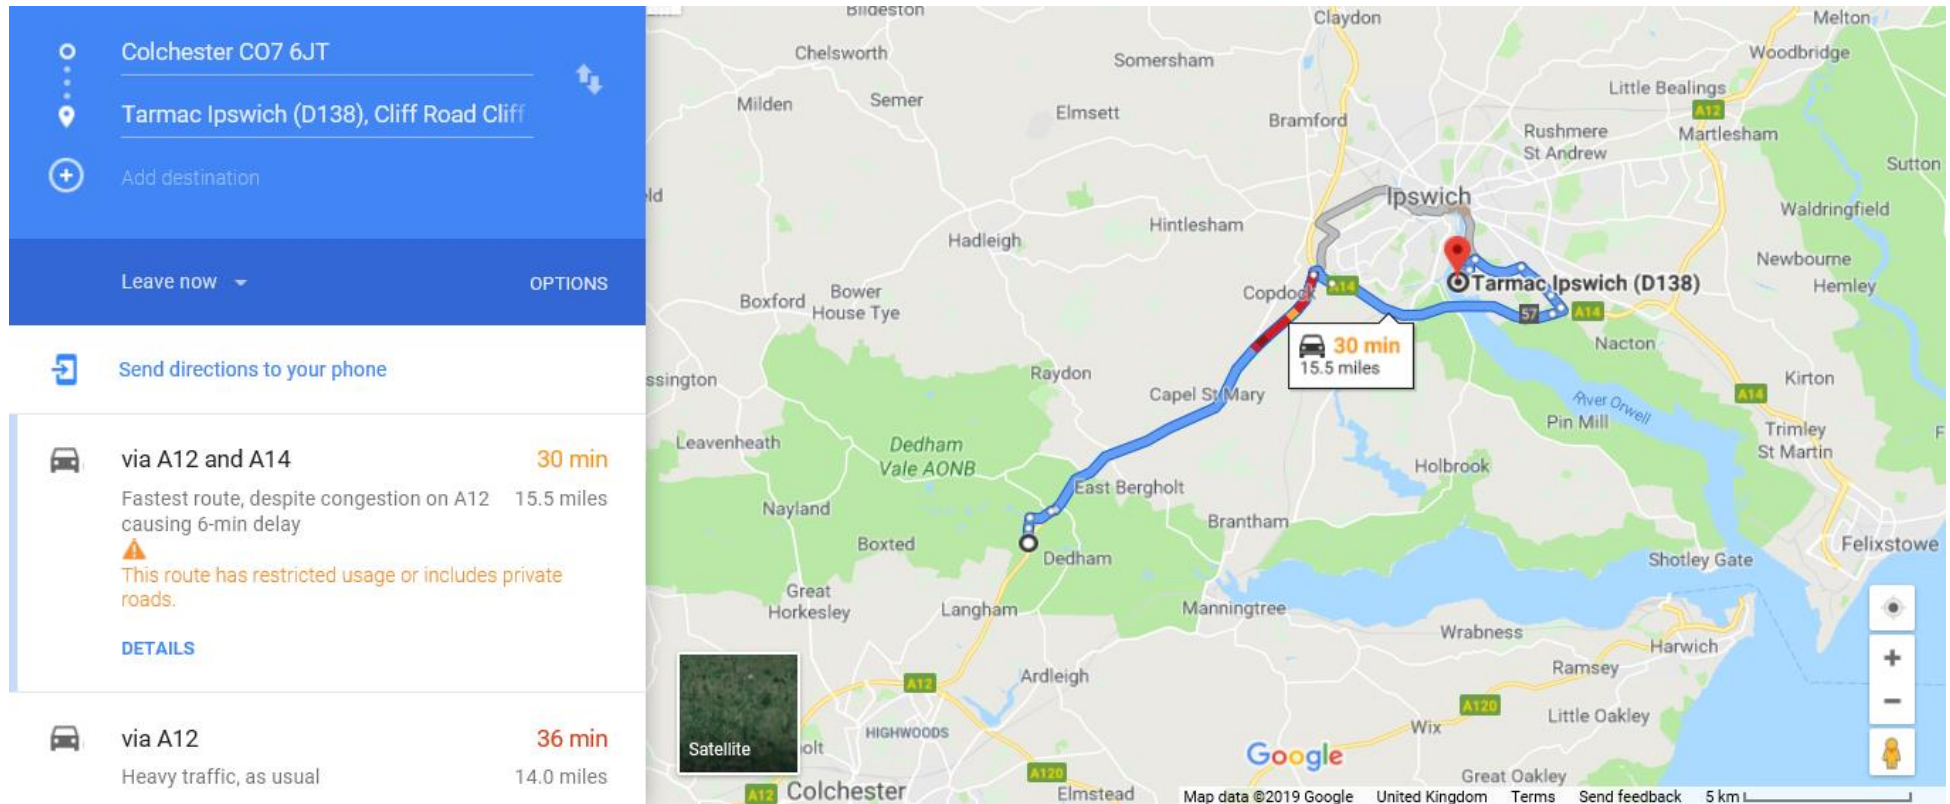 Colchester CO7 6JT
Tarmac Ipswich (D138), Cliff Road Cliff
Add destination
Leave now
OPTIONS
Send directions to your phone
via A12 and A14
30 min
Fastest route, despite congestion on A12
15.5 miles
causing 6-min delay
This route has restricted usage or includes private
roads.
DETAILS
via A12
36 min
Heavy traffic, as usual
14.0 miles
Bildeston
Claydon
Melton
Chelsworth
Somersham
Woodbridge
Little Bealings
Milden
Semer
Elmsett
Bramford
A12
Rushmere
St Andrew
Martlesham
Sutton
ld
Ipswich
Waldringfield
Hintlesham
Hadleigh
Newbourne
Hemley
Boxford
Bower
House Tye
Copdock
A14
Tarmac Ipswich (D138)
57
A14
30 min
15.5 miles
Nacton
ssington
Raydon
Capel St Mary
Kirton
A14
River Orwell
Pin Mill
Trimley
St Martin
F
Leavenheath
Dedham
Vale AONB
Holbrook
Nayland
East Bergholt
Brantham
Boxted
Dedham
Shotley Gate
Felixstowe
Great
Horkesley
Langham
Manningtree
Wrabness
Harwich
Ramsey
A12
Ardleigh
A120
Little Oakley
Wix
HIGHWOODS
Satellite
olt
Google
A120
Great Oakley
A12
Colchester
Elmstead
Map data ©2019 Google
United Kingdom
Terms
Send feedback
5 km